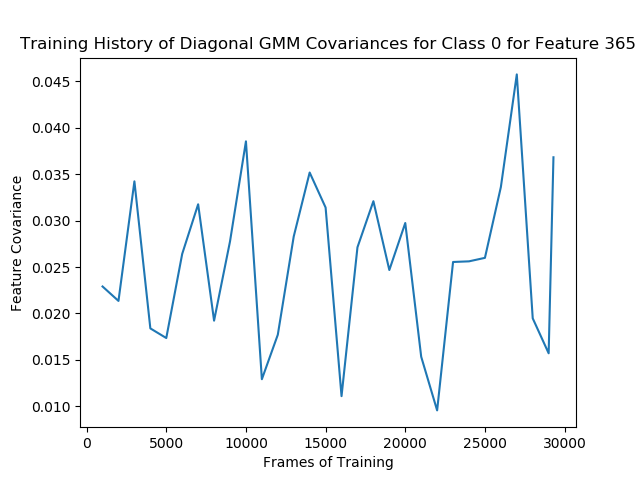 Training History of Diagonal GMM Covariances for Class 0 for Feature 365
0.045
0.040
0.035
0.030
0.025
0.020
0.015
0.010
Feature Covariance
0 5000 10000 15000 20000 25000 30000
Frames of Training